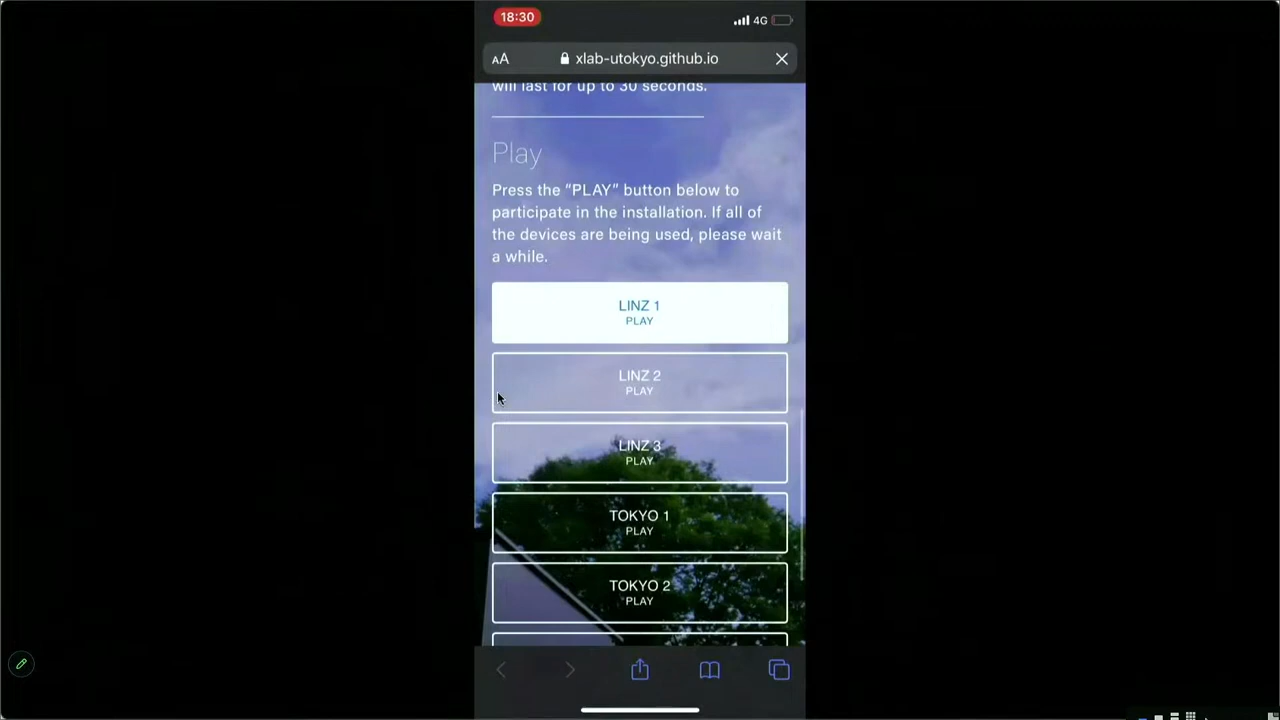 18:30
4G
AA
xlab-utokyo.github.io
will last for up to 30 seconds.
Play
Press the “PLAY” button below to
participate in the installation. If all of
the devices are being used, please wait
a while.
LINZ 1
PLAY
LINZ 2
PLAY
LINZ 3
PLAY
TOKYO 1
PLAY
TOKYO 2
PLAY